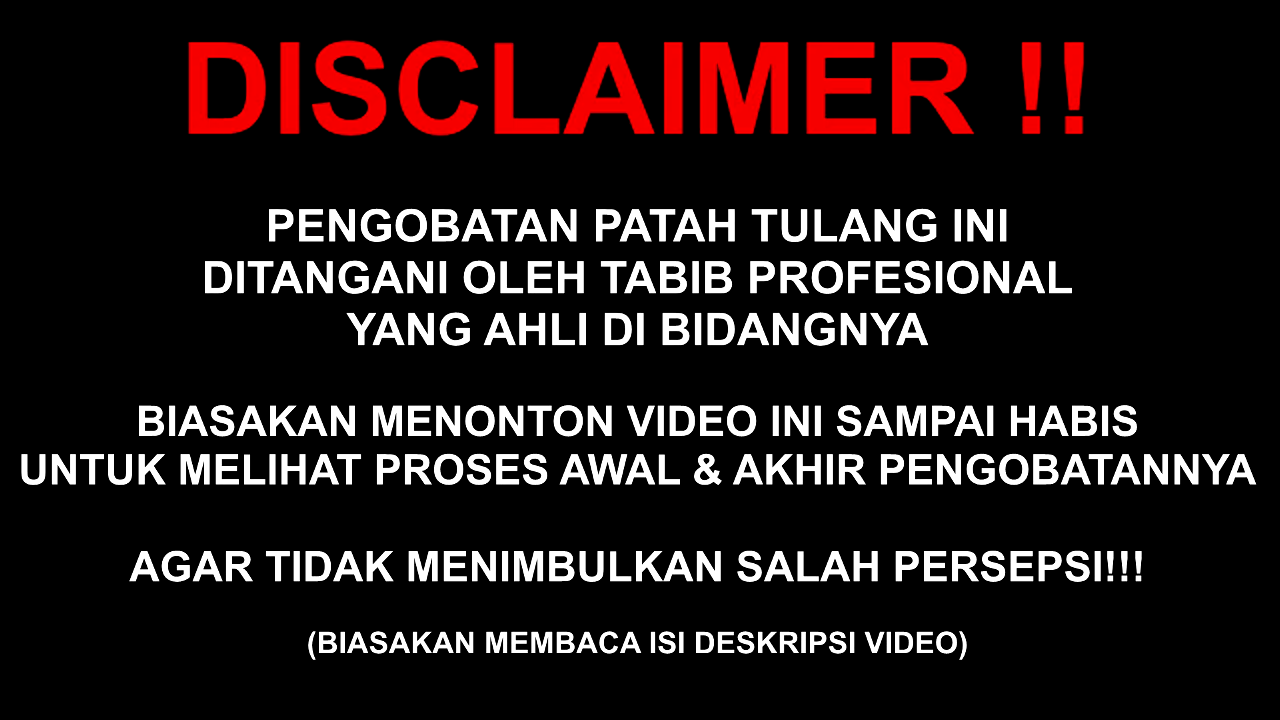 DISCLAIMER !!
PENGOBATAN PATAH TULANG INI
DITANGANI OLEH TABIB PROFESIONAL
YANG AHLI DI BIDANGNYA
BIASAKAN MENONTON VIDEO INI SAMPAI HABIS
UNTUK MELIHAT PROSES AWAL & AKHIR PENGOBATANNYA
AGAR TIDAK MENIMBULKAN SALAH PERSEPSI!!!
(BIASAKAN MEMBACA ISI DESKRIPSI VIDEO)